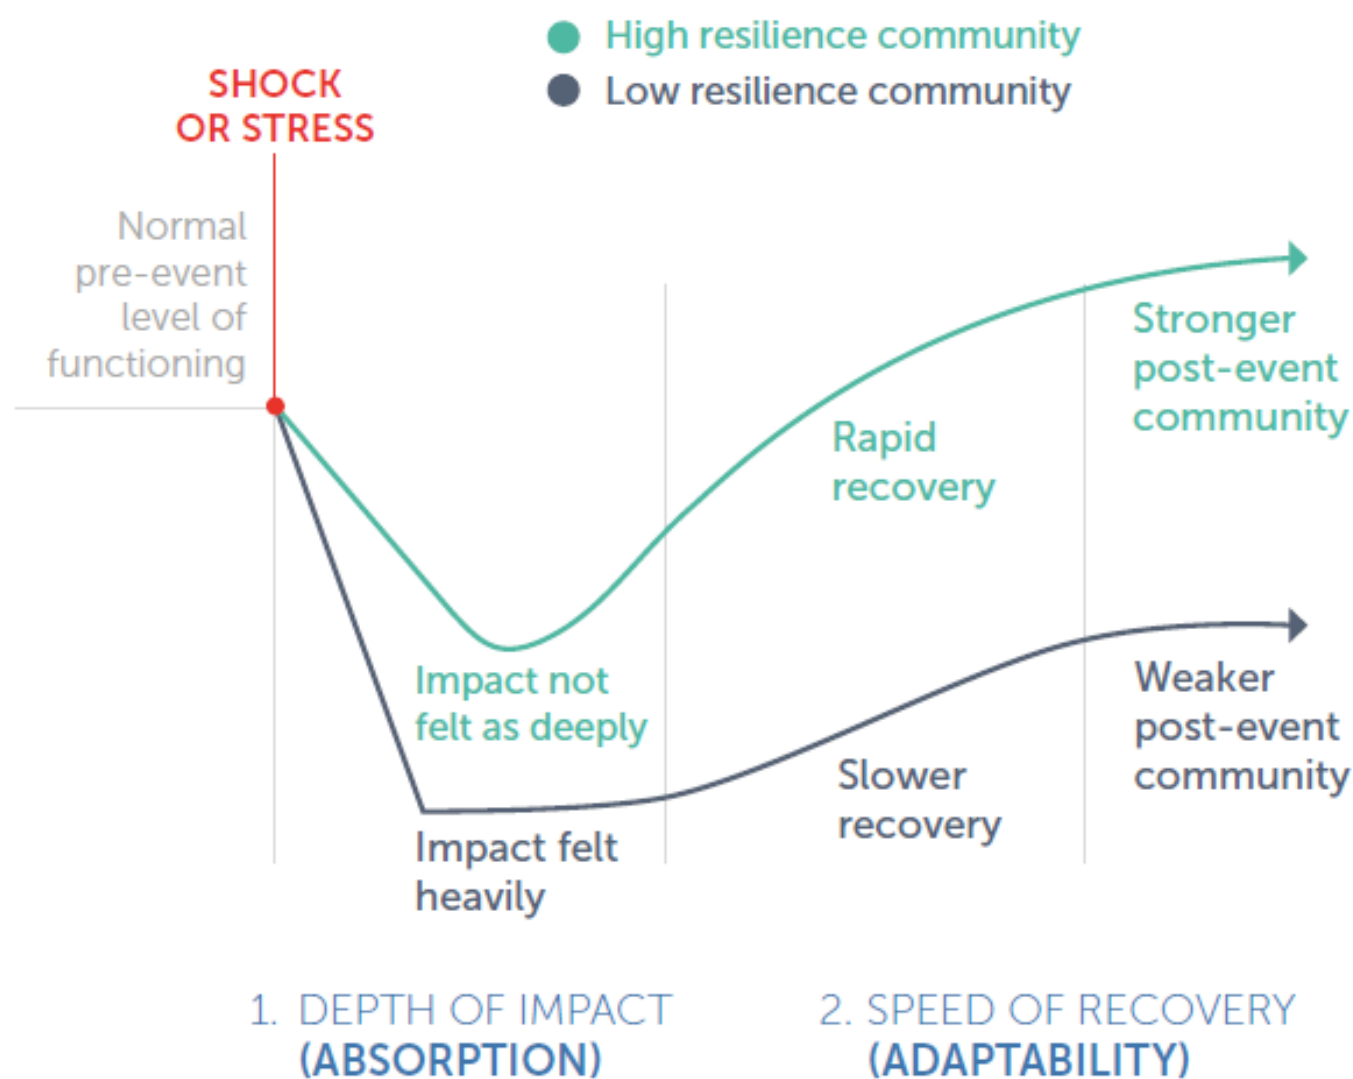 High resilience community
Low resilience community
SHOCK
OR STRESS
Normal
pre-event
level of
functioning
Stronger
post-event
community
Rapid
recovery
Impact not
felt as deeply
Weaker
post-event
community
Slower
recovery
Impact felt
heavily
1. DEPTH OF IMPACT
(ABSORPTION)
2. SPEED OF RECOVERY
(ADAPTABILITY)